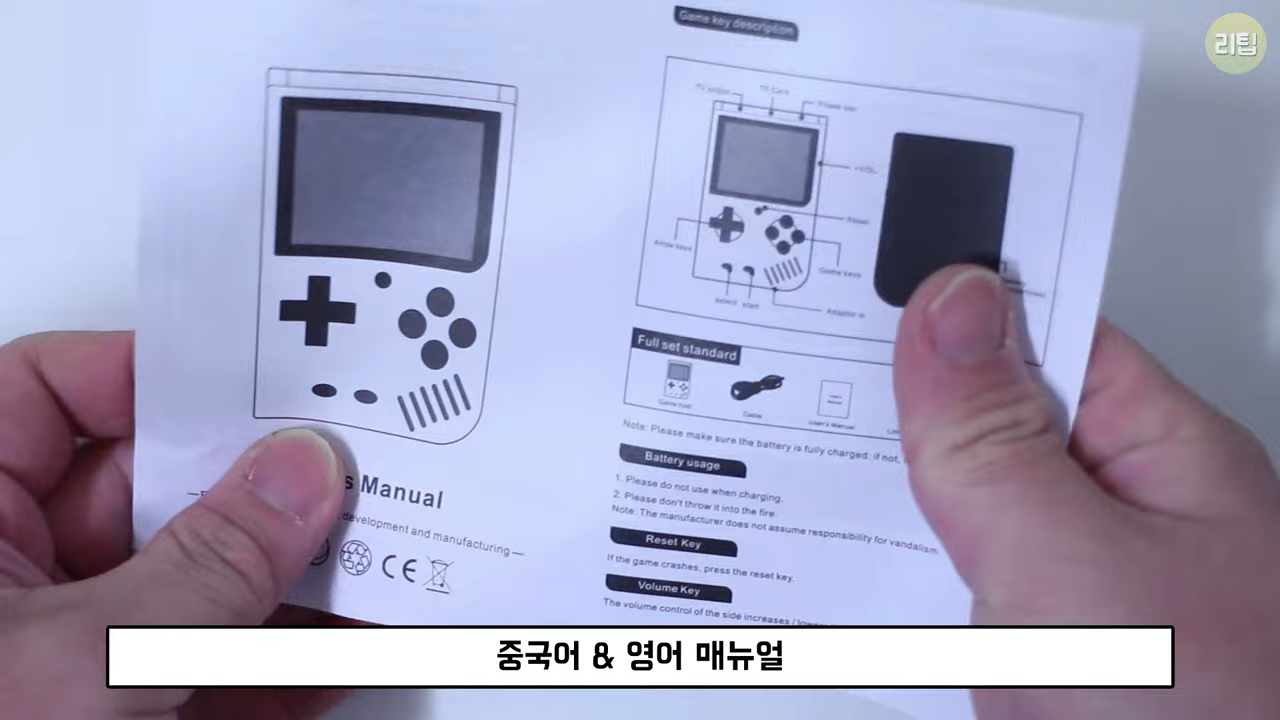 리팁
Game key description
TV output
TF Card
Power key
+VOL-
Reset
Arrow keys
Game keys
select start
Adaptor in
Full set standard
Game host
Cable
User's Manual
Note: Please make sure the battery is fully charged; if not,
Battery usage
1. Please do not use when charging.
2. Please don't throw it into the fire.
Note: The manufacturer does not assume responsibility for vandalism
Reset Key
If the game crashes, press the reset key.
Volume Key
The volume control of the side increases /
s Manual
development and manufacturing—
CE
중국어 & 영어 매뉴얼